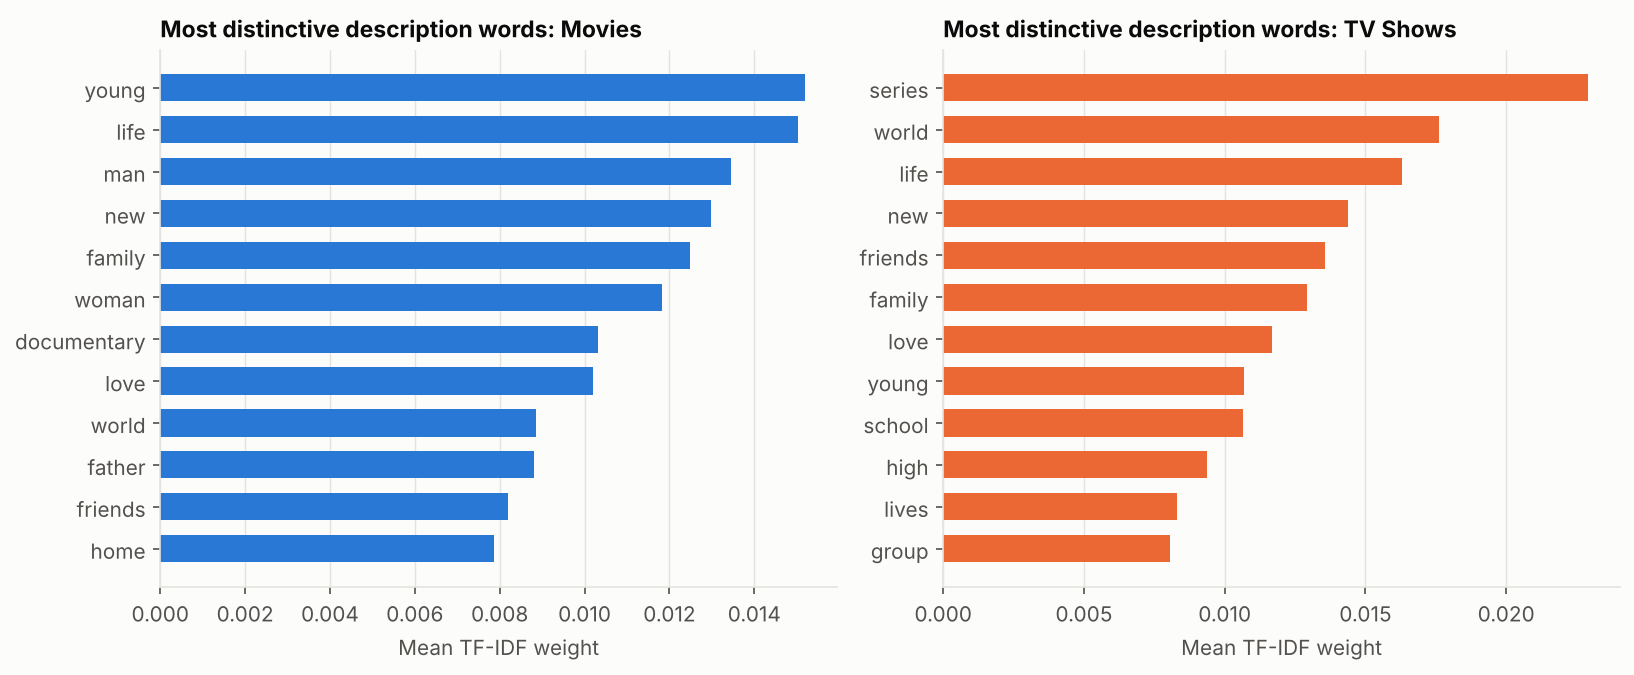 Most distinctive description words: Movies
young
life
man
new
family
woman
documentary
love
world
father
friends
home
0.000 0.002 0.004 0.006 0.008 0.010 0.012 0.014
Mean TF-IDF weight
Most distinctive description words: TV Shows
series
world
life
new
friends
family
love
young
school
high
lives
group
0.000 0.005 0.010 0.015 0.020
Mean TF-IDF weight